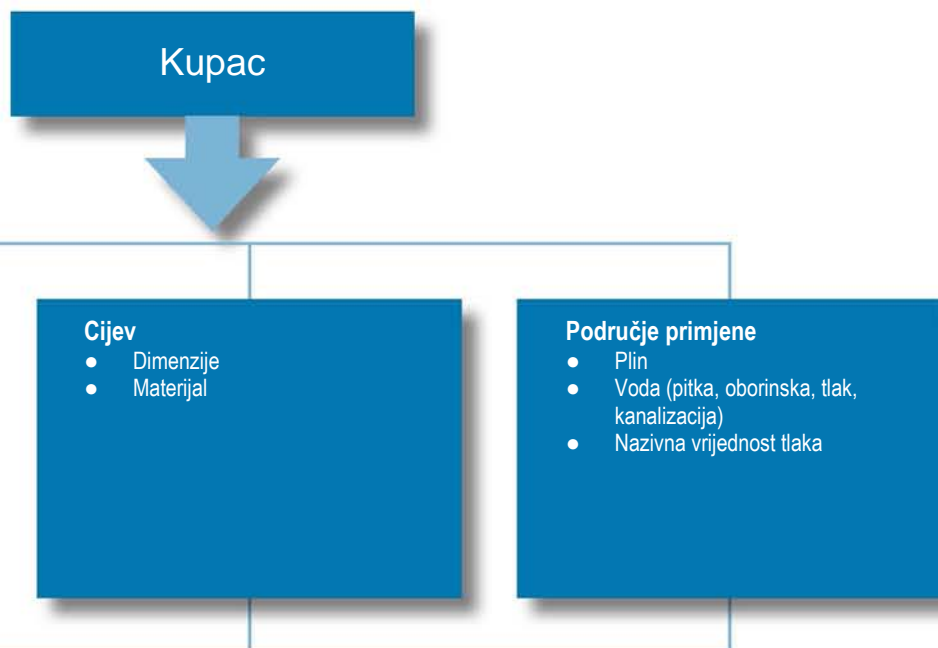 Kupac
Cijev
● Dimenzije
● Materijal
Područje primjene
● Plin
● Voda (pitka, oborinska, tlak,
kanalizacija)
● Nazivna vrijednost tlaka